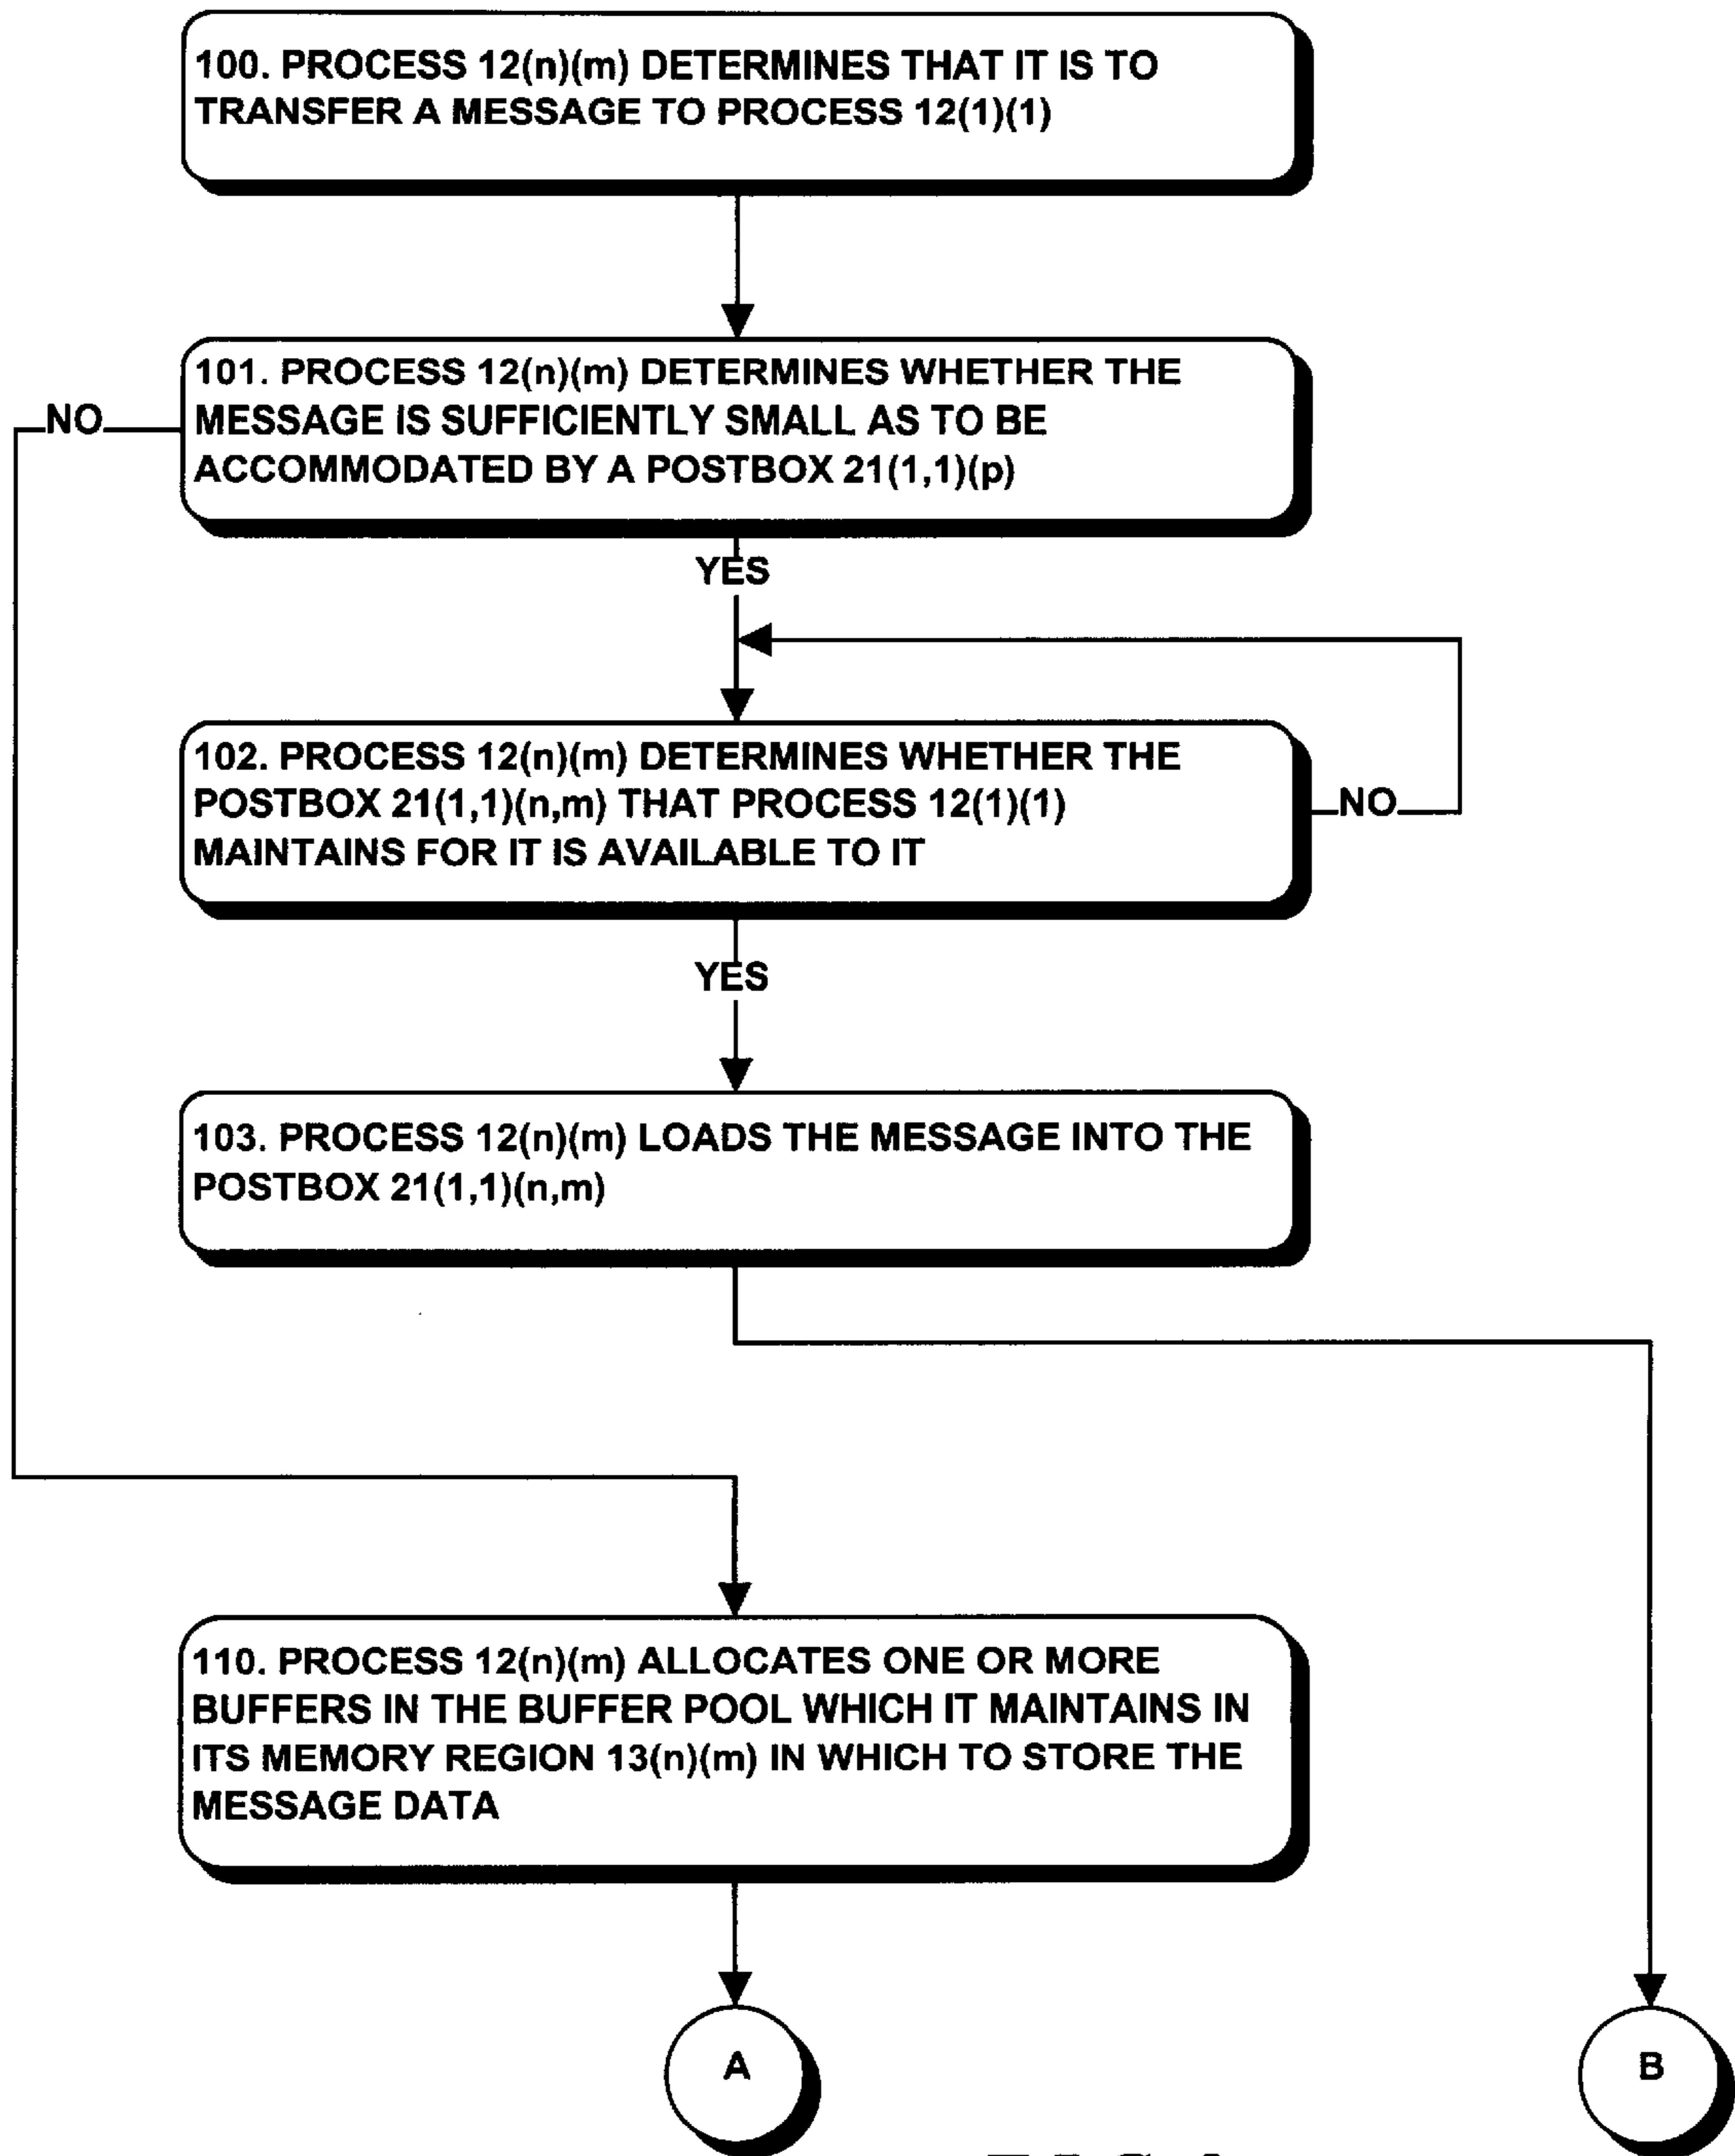 100. PROCESS 12(n)(m) DETERMINES THAT IT IS TO
TRANSFER A MESSAGE TO PROCESS 12(1)(1)
101. PROCESS 12(n)(m) DETERMINES WHETHER THE
MESSAGE IS SUFFICIENTLY SMALL AS TO BE
ACCOMMODATED BY A POSTBOX 21(1,1)(p)
NO
YES
102. PROCESS 12(n)(m) DETERMINES WHETHER THE
POSTBOX 21(1,1)(n,m) THAT PROCESS 12(1)(1)
MAINTAINS FOR IT IS AVAILABLE TO IT
NO
YES
103. PROCESS 12(n)(m) LOADS THE MESSAGE INTO THE
POSTBOX 21(1,1)(n,m)
110. PROCESS 12(n)(m) ALLOCATES ONE OR MORE
BUFFERS IN THE BUFFER POOL WHICH IT MAINTAINS IN
ITS MEMORY REGION 13(n)(m) IN WHICH TO STORE THE
MESSAGE DATA
A
B